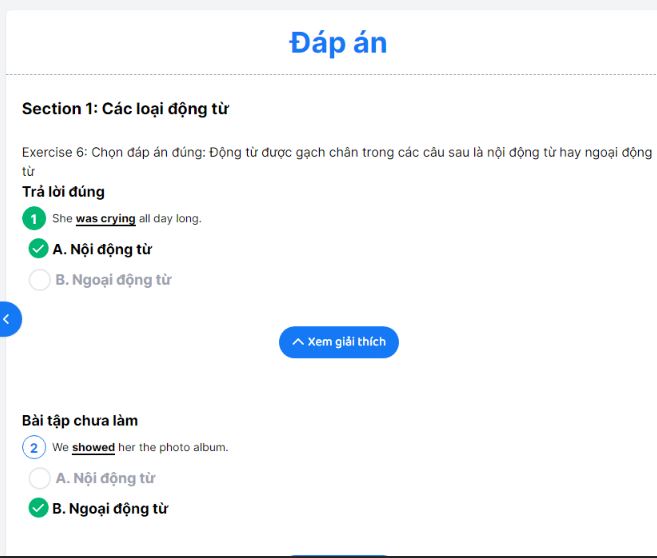 Đáp án
Section 1: Các loại động từ
Exercise 6: Chọn đáp án đúng: Động từ được gạch chân trong các câu sau là nội động từ hay ngoại động
từ
Trả lời đúng
1 She was crying all day long.
A. Nội động từ
B. Ngoại động từ
Xem giải thích
Bài tập chưa làm
2 We showed her the photo album.
A. Nội động từ
B. Ngoại động từ